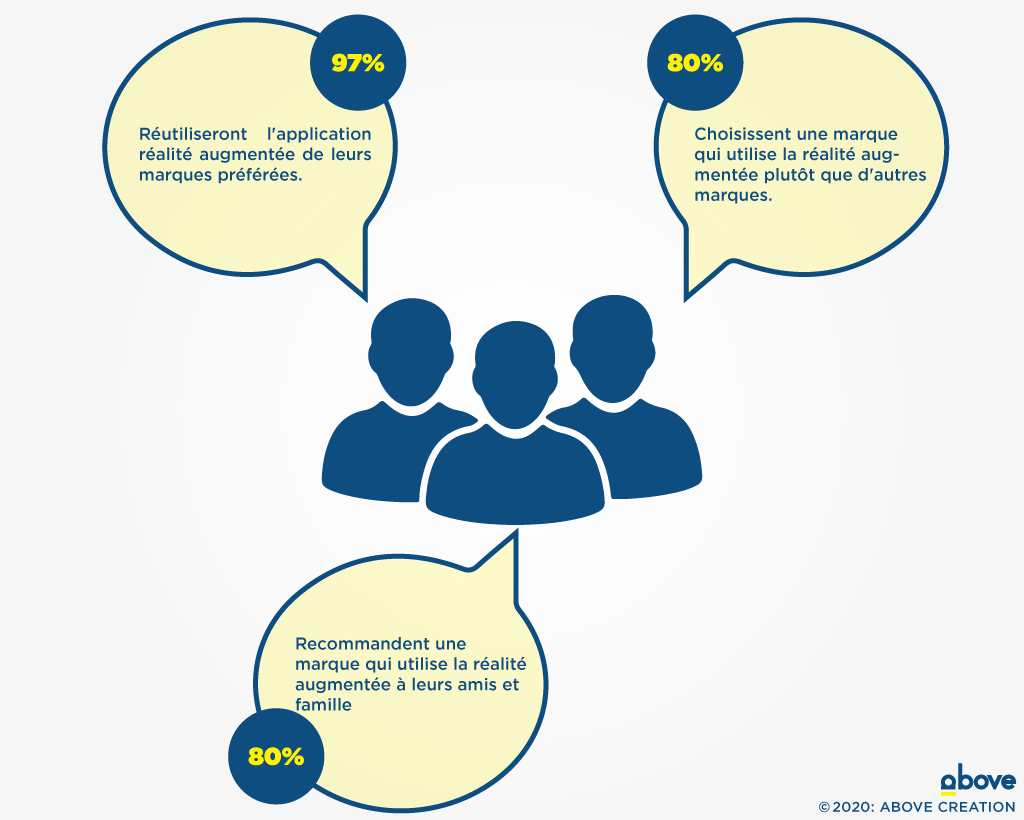 97%
Réutiliseront l'application
réalité augmentée de leurs
marques préférées.
80%
Choisissent une marque
qui utilise la réalité aug-
mentée plutôt que d'autres
marques.
Recommandent une
marque qui utilise la réalité
augmentée à leurs amis et
famille
80%
above
©2020: ABOVE CREATION